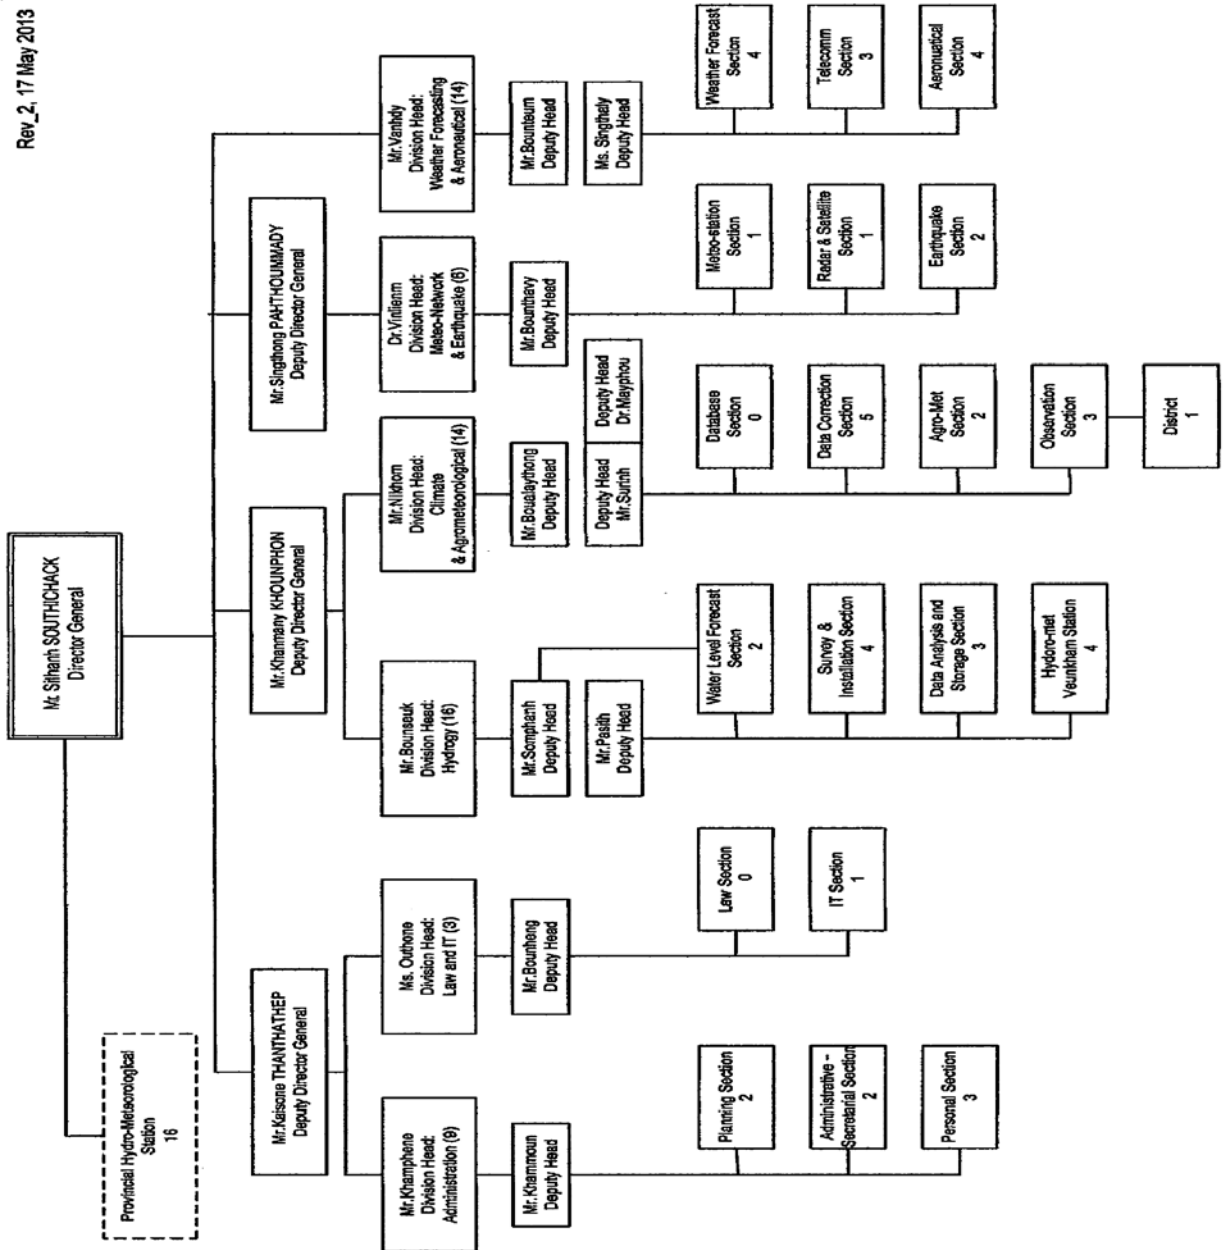 Rev_2, 17 May 2013
Mr. Sithanh SOUTHICHACK
Director General
Provincial Hydro-Meteorological
Station
16
Mr.Kaisone THANTHATHEP
Deputy Director General
Mr.Khanmany KHOUNPHON
Deputy Director General
Mr.Singthong PAHTHOUMMADY
Deputy Director General
Mr.Khamphene
Division Head:
Administration (9)
Ms. Outhone
Division Head:
Law and IT (3)
Mr.Bounseuk
Division Head:
Hydrogy (16)
Mr.Nikhom
Division Head:
Climate
& Agrometeorological (14)
Dr.Vinlienm
Division Head:
Meteo-Network
& Earthquake (6)
Mr.Vanhdy
Division Head:
Weather Forecasting
& Aeronautical (14)
Mr.Khammoun
Deputy Head
Mr.Bounheng
Deputy Head
Mr.Somphanh
Deputy Head
Mr.Boualaythong
Deputy Head
Mr.Bounthavy
Deputy Head
Mr.Bounteum
Deputy Head
Mr.Pasith
Deputy Head
Deputy Head
Mr.Surinh
Deputy Head
Dr.Mayphou
Ms. Singthaly
Deputy Head
Planning Section
2
Law Section
0
Water Level Forecast
Section
2
Database
Section
0
Meteo-station
Section
1
Weather Forecast
Section
4
Administrative -
Secretarial Section
2
IT Section
1
Survey &
Installation Section
4
Data Correction
Section
5
Radar & Satellite
Section
1
Telecomm
Section
3
Personal Section
3
Data Analysis and
Storage Section
3
Agro-Met
Section
2
Earthquake
Section
2
Aeronuatical
Section
4
Hydoro-met
Veunkham Station
4
Observation
Section
3
District
1